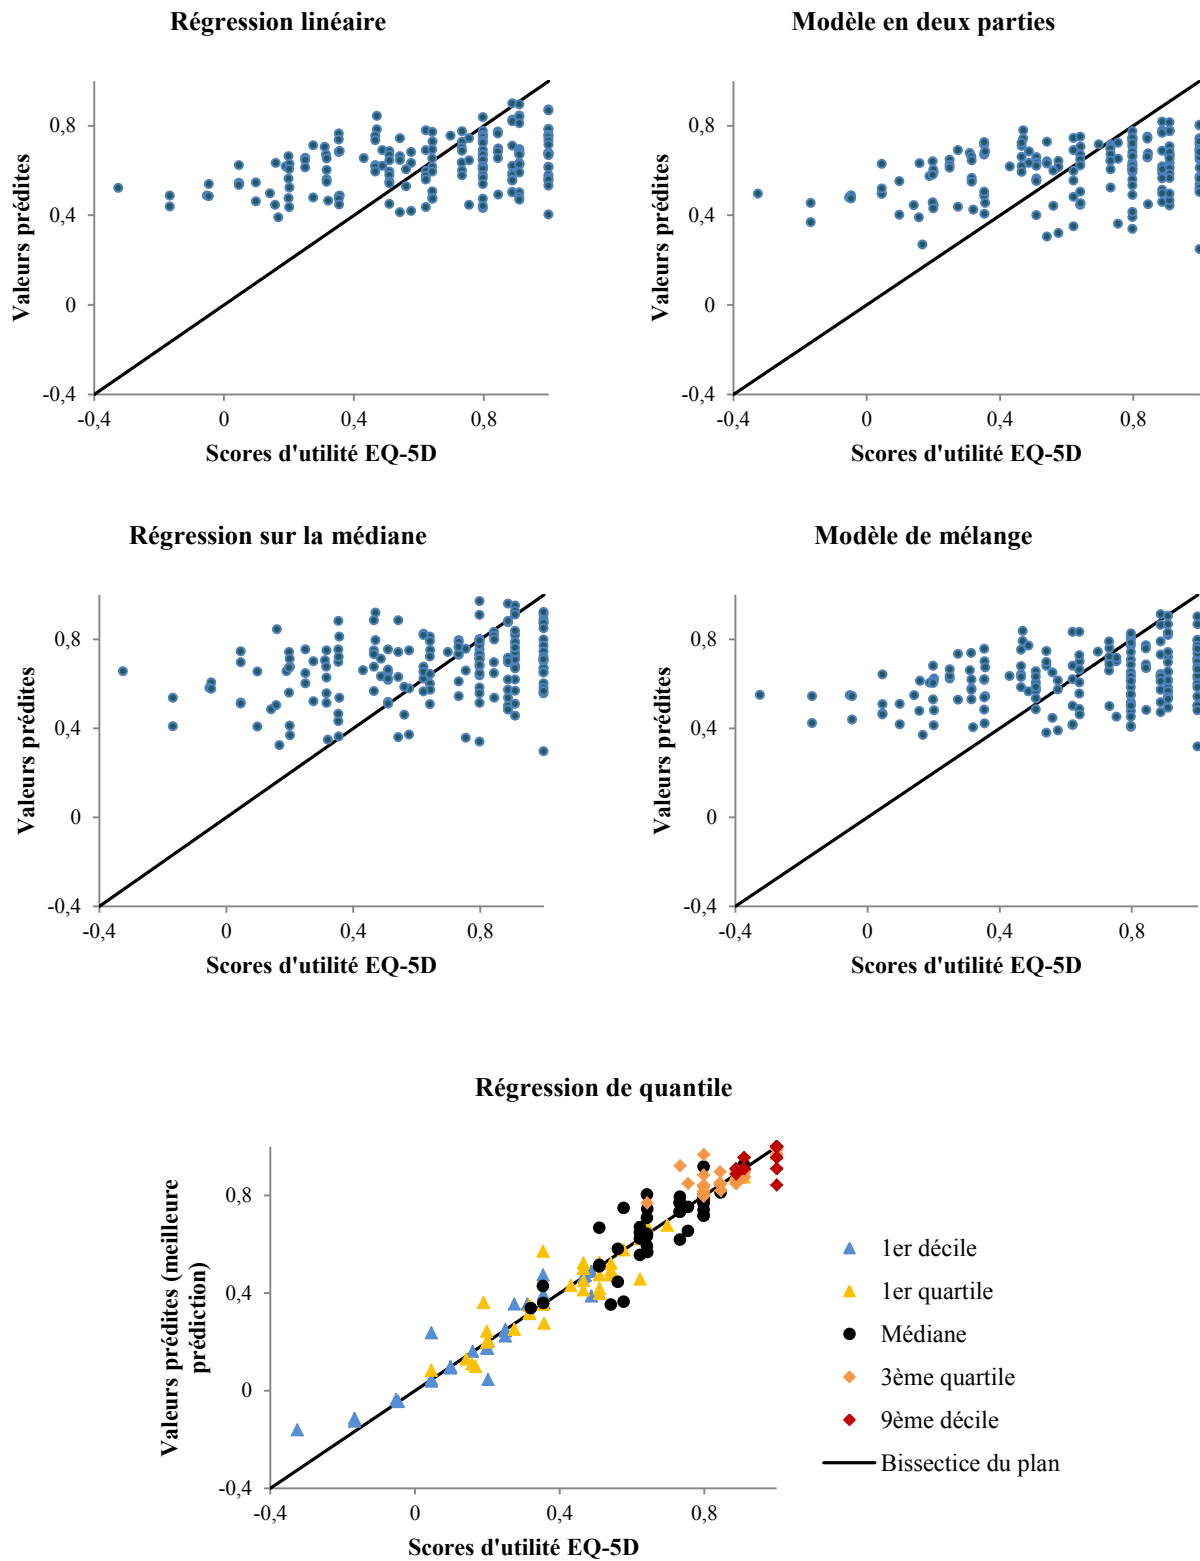 Régression linéaire
Modèle en deux parties
Valeurs prédites
0,8
0,4
0
-0,4
-0,4
0
0,4
0,8
Scores d'utilité EQ-5D
Valeurs prédites
0,8
0,4
0
-0,4
-0,4
0
0,4
0,8
Scores d'utilité EQ-5D
Régression sur la médiane
Modèle de mélange
Valeurs prédites
0,8
0,4
0
-0,4
-0,4
0
0,4
0,8
Scores d'utilité EQ-5D
Valeurs prédites
0,8
0,4
0
-0,4
-0,4
0
0,4
0,8
Scores d'utilité EQ-5D
Régression de quantile
Valeurs prédites (meilleure
prédiction)
0,8
0,4
0
-0,4
-0,4
0
0,4
0,8
Scores d'utilité EQ-5D
1er décile
1er quartile
Médiane
3ème quartile
9ème décile
Bissectice du plan